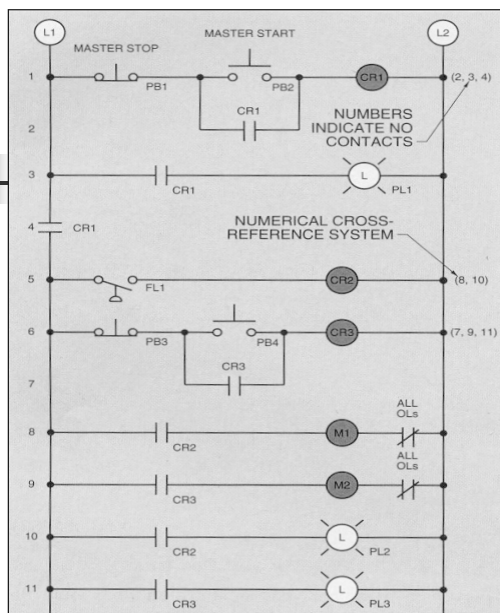 L1
L2
MASTER STOP
MASTER START
1
PB1
PB2
CR1
(2, 3, 4)
CR1
2
NUMBERS
INDICATE NO
CONTACTS
3
CR1
L
PL1
4
CR1
NUMERICAL CROSS-
REFERENCE SYSTEM
5
FL1
CR2
(8, 10)
6
PB3
PB4
CR3
(7, 9, 11)
CR3
7
ALL
OLs
8
CR2
M1
ALL
OLs
9
CR3
M2
10
CR2
L
PL2
11
CR3
L
PL3